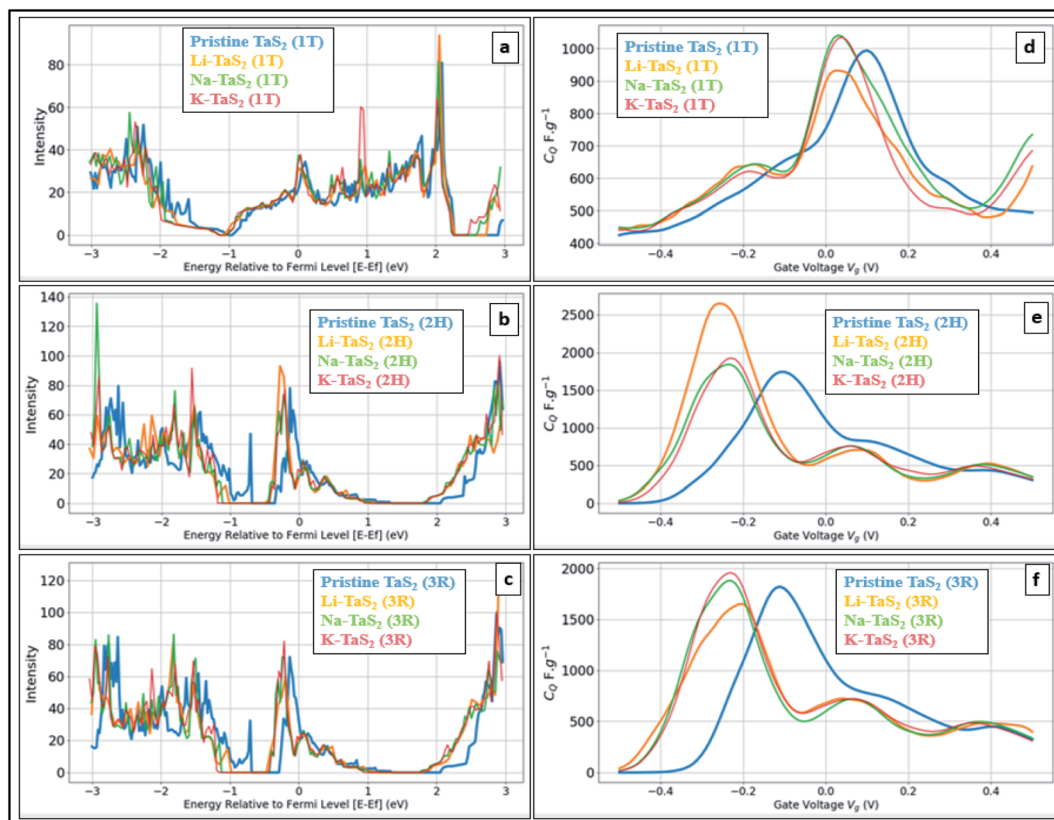 Pristine TaS₂ (1T)
Li-TaS₂ (1T)
Na-TaS₂ (1T)
K-TaS₂ (1T)
a
Intensity
80
60
40
20
0
−3 −2 −1 0 1 2 3
Energy Relative to Fermi Level [E-Ef] (eV)
Pristine TaS₂ (1T)
Li-TaS₂ (1T)
Na-TaS₂ (1T)
K-TaS₂ (1T)
d
C_Q F.g⁻¹
1000
900
800
700
600
500
400
−0.4 −0.2 0.0 0.2 0.4
Gate Voltage V_g (V)
Pristine TaS₂ (2H)
Li-TaS₂ (2H)
Na-TaS₂ (2H)
K-TaS₂ (2H)
b
Intensity
140
120
100
80
60
40
20
0
−3 −2 −1 0 1 2 3
Energy Relative to Fermi Level [E-Ef] (eV)
Pristine TaS₂ (2H)
Li-TaS₂ (2H)
Na-TaS₂ (2H)
K-TaS₂ (2H)
e
C_Q F.g⁻¹
2500
2000
1500
1000
500
0
−0.4 −0.2 0.0 0.2 0.4
Gate Voltage V_g (V)
Pristine TaS₂ (3R)
Li-TaS₂ (3R)
Na-TaS₂ (3R)
K-TaS₂ (3R)
c
Intensity
120
100
80
60
40
20
0
−3 −2 −1 0 1 2 3
Energy Relative to Fermi Level [E-Ef] (eV)
Pristine TaS₂ (3R)
Li-TaS₂ (3R)
Na-TaS₂ (3R)
K-TaS₂ (3R)
f
C_Q F.g⁻¹
2000
1500
1000
500
0
−0.4 −0.2 0.0 0.2 0.4
Gate Voltage V_g (V)